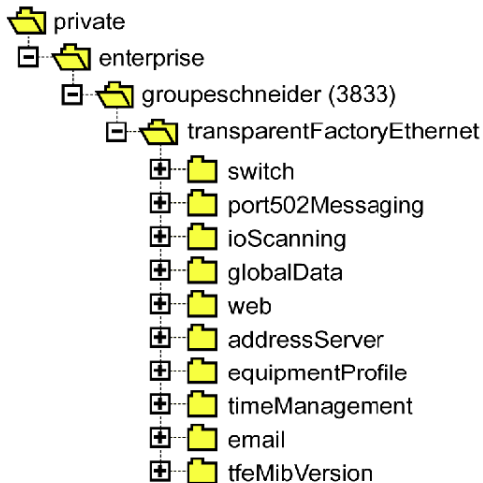 private
enterprise
groupeschneider (3833)
transparentFactoryEthernet
switch
port502Messaging
ioScanning
globalData
web
addressServer
equipmentProfile
timeManagement
email
tfeMibVersion